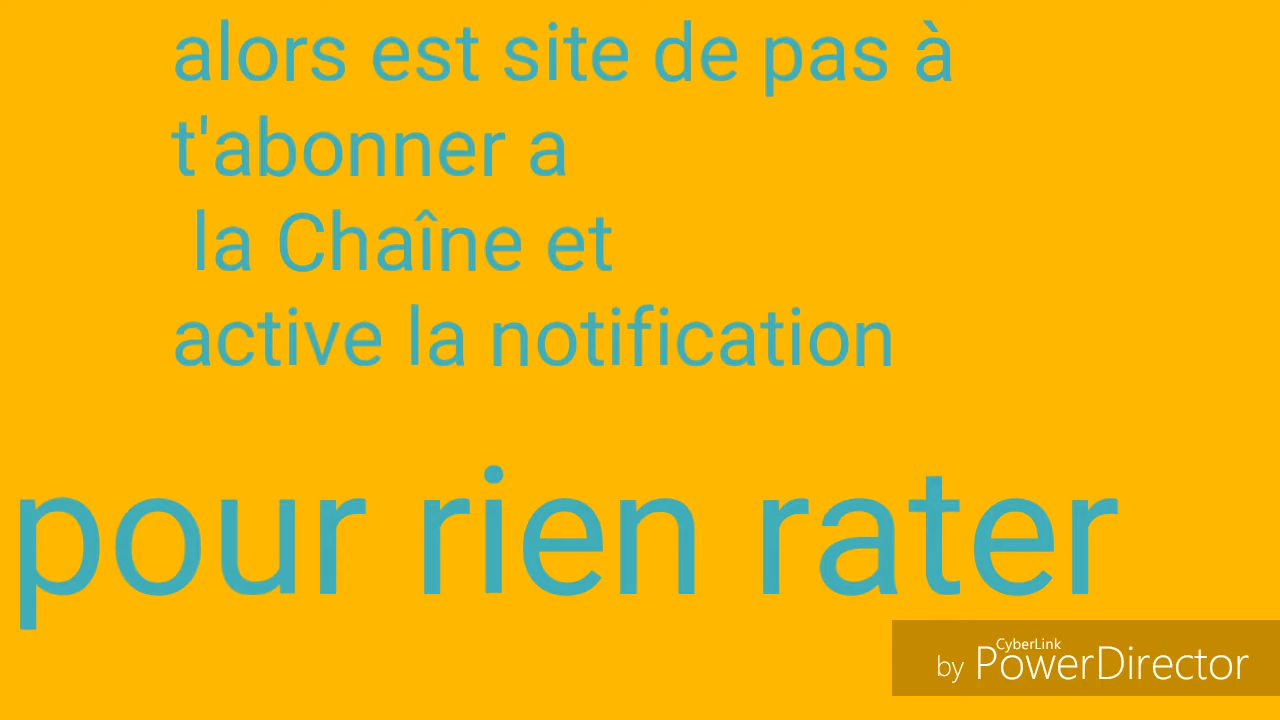 alors est site de pas à
t'abonner a
la Chaîne et
active la notification
pour rien rater
by CyberLink PowerDirector